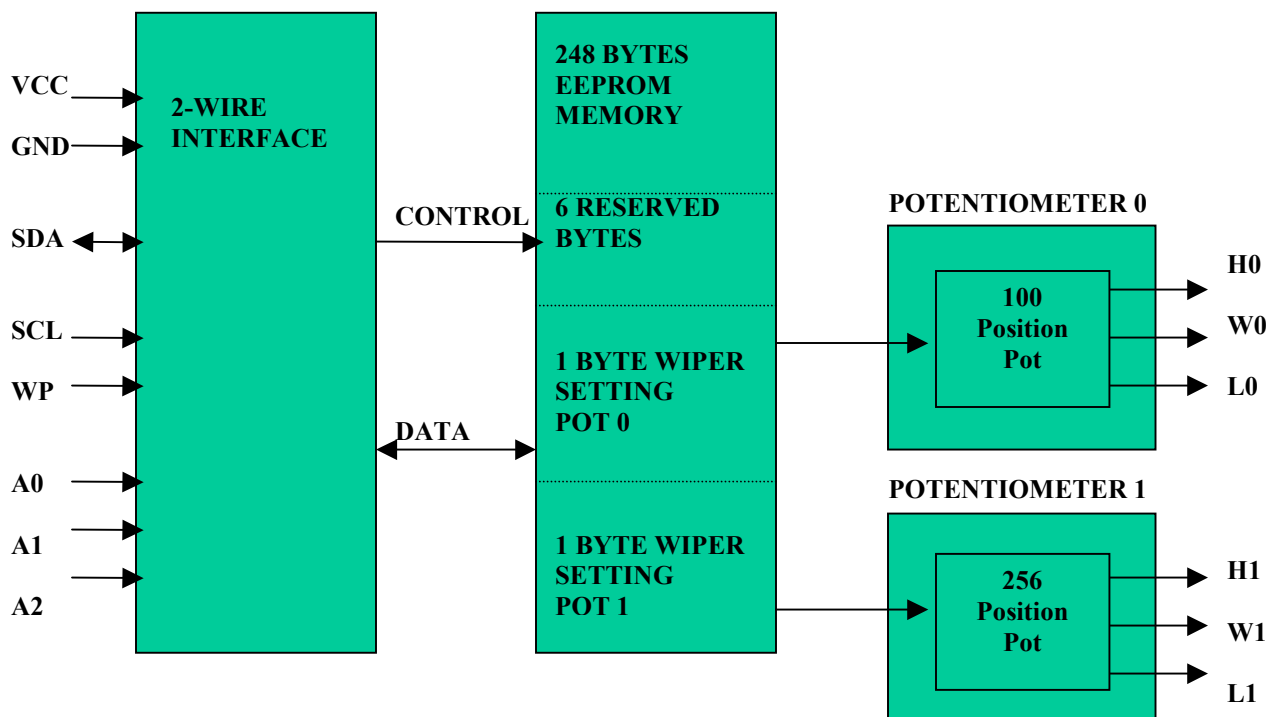 VCC
GND
SDA
SCL
WP
A0
A1
A2
2-WIRE
INTERFACE
CONTROL
DATA
248 BYTES
EEPROM
MEMORY
6 RESERVED
BYTES
1 BYTE WIPER
SETTING
POT 0
1 BYTE WIPER
SETTING
POT 1
POTENTIOMETER 0
100
Position
Pot
H0
W0
L0
POTENTIOMETER 1
256
Position
Pot
H1
W1
L1